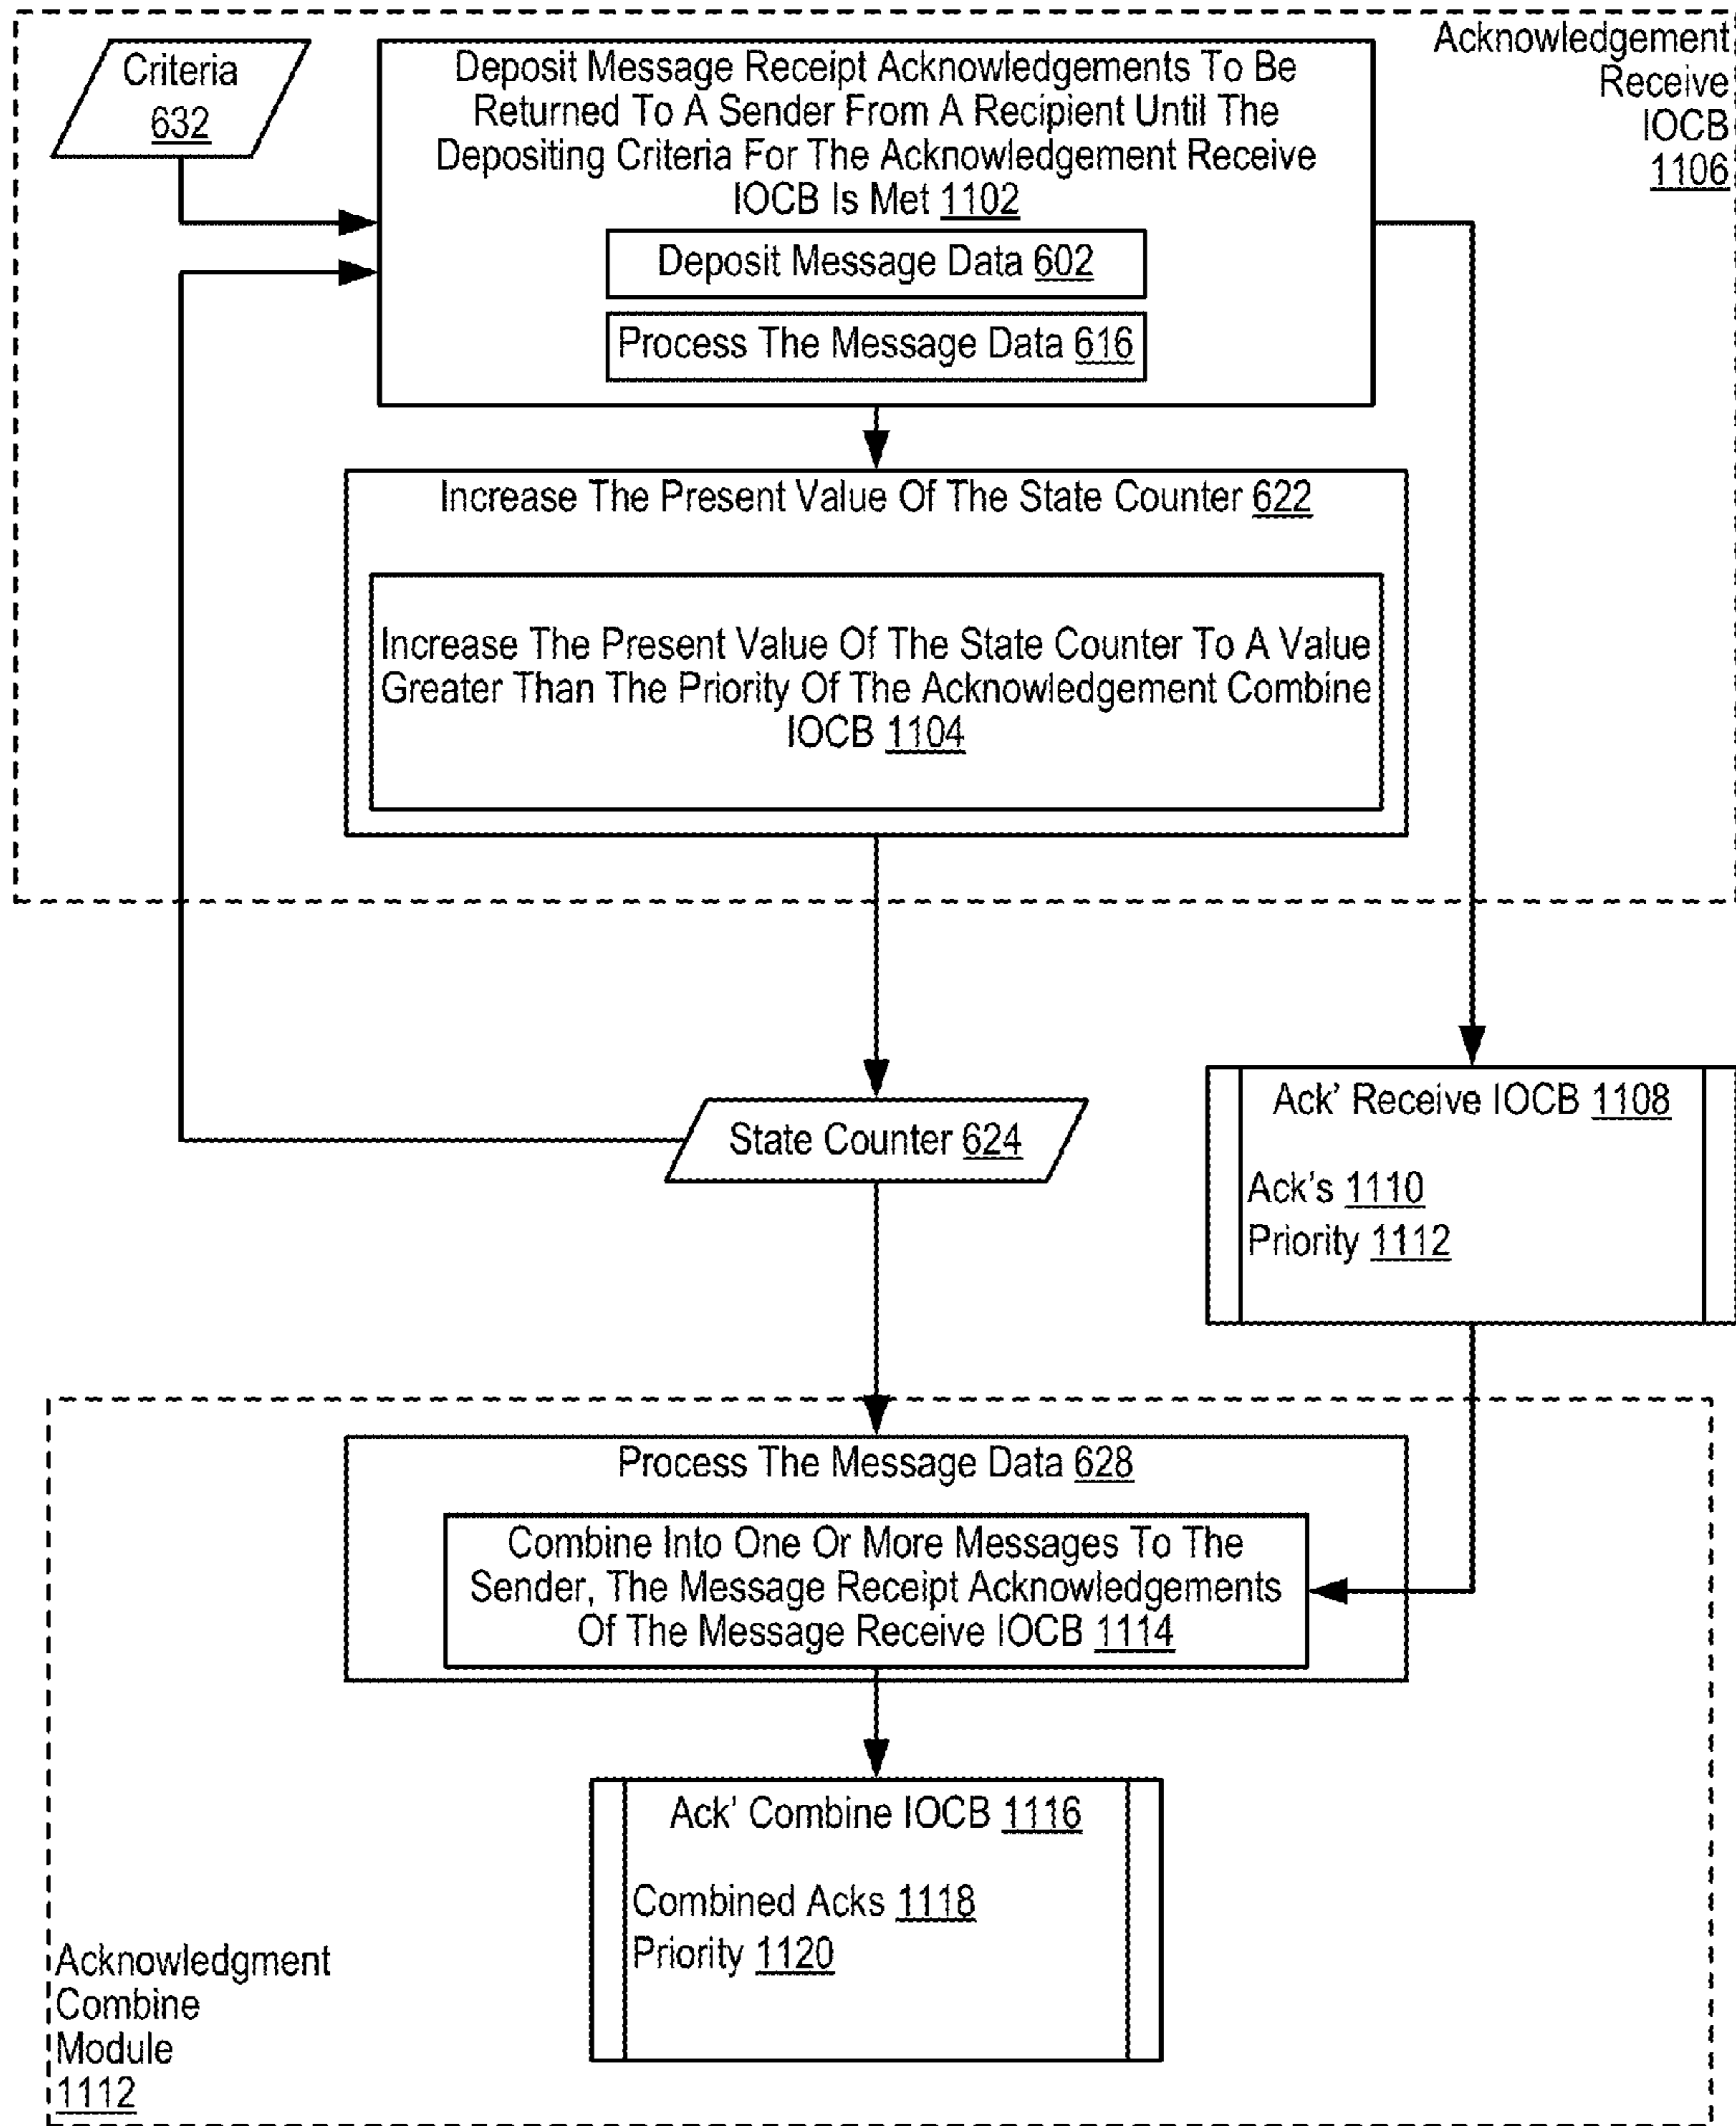 Acknowledgement
Receive
IOCB
1106
Criteria
632
Deposit Message Receipt Acknowledgements To Be
Returned To A Sender From A Recipient Until The
Depositing Criteria For The Acknowledgement Receive
IOCB Is Met 1102
Deposit Message Data 602
Process The Message Data 616
Increase The Present Value Of The State Counter 622
Increase The Present Value Of The State Counter To A Value
Greater Than The Priority Of The Acknowledgement Combine
IOCB 1104
State Counter 624
Ack' Receive IOCB 1108
Ack's 1110
Priority 1112
Process The Message Data 628
Combine Into One Or More Messages To The
Sender, The Message Receipt Acknowledgements
Of The Message Receive IOCB 1114
Ack' Combine IOCB 1116
Combined Acks 1118
Priority 1120
Acknowledgment
Combine
Module
1112